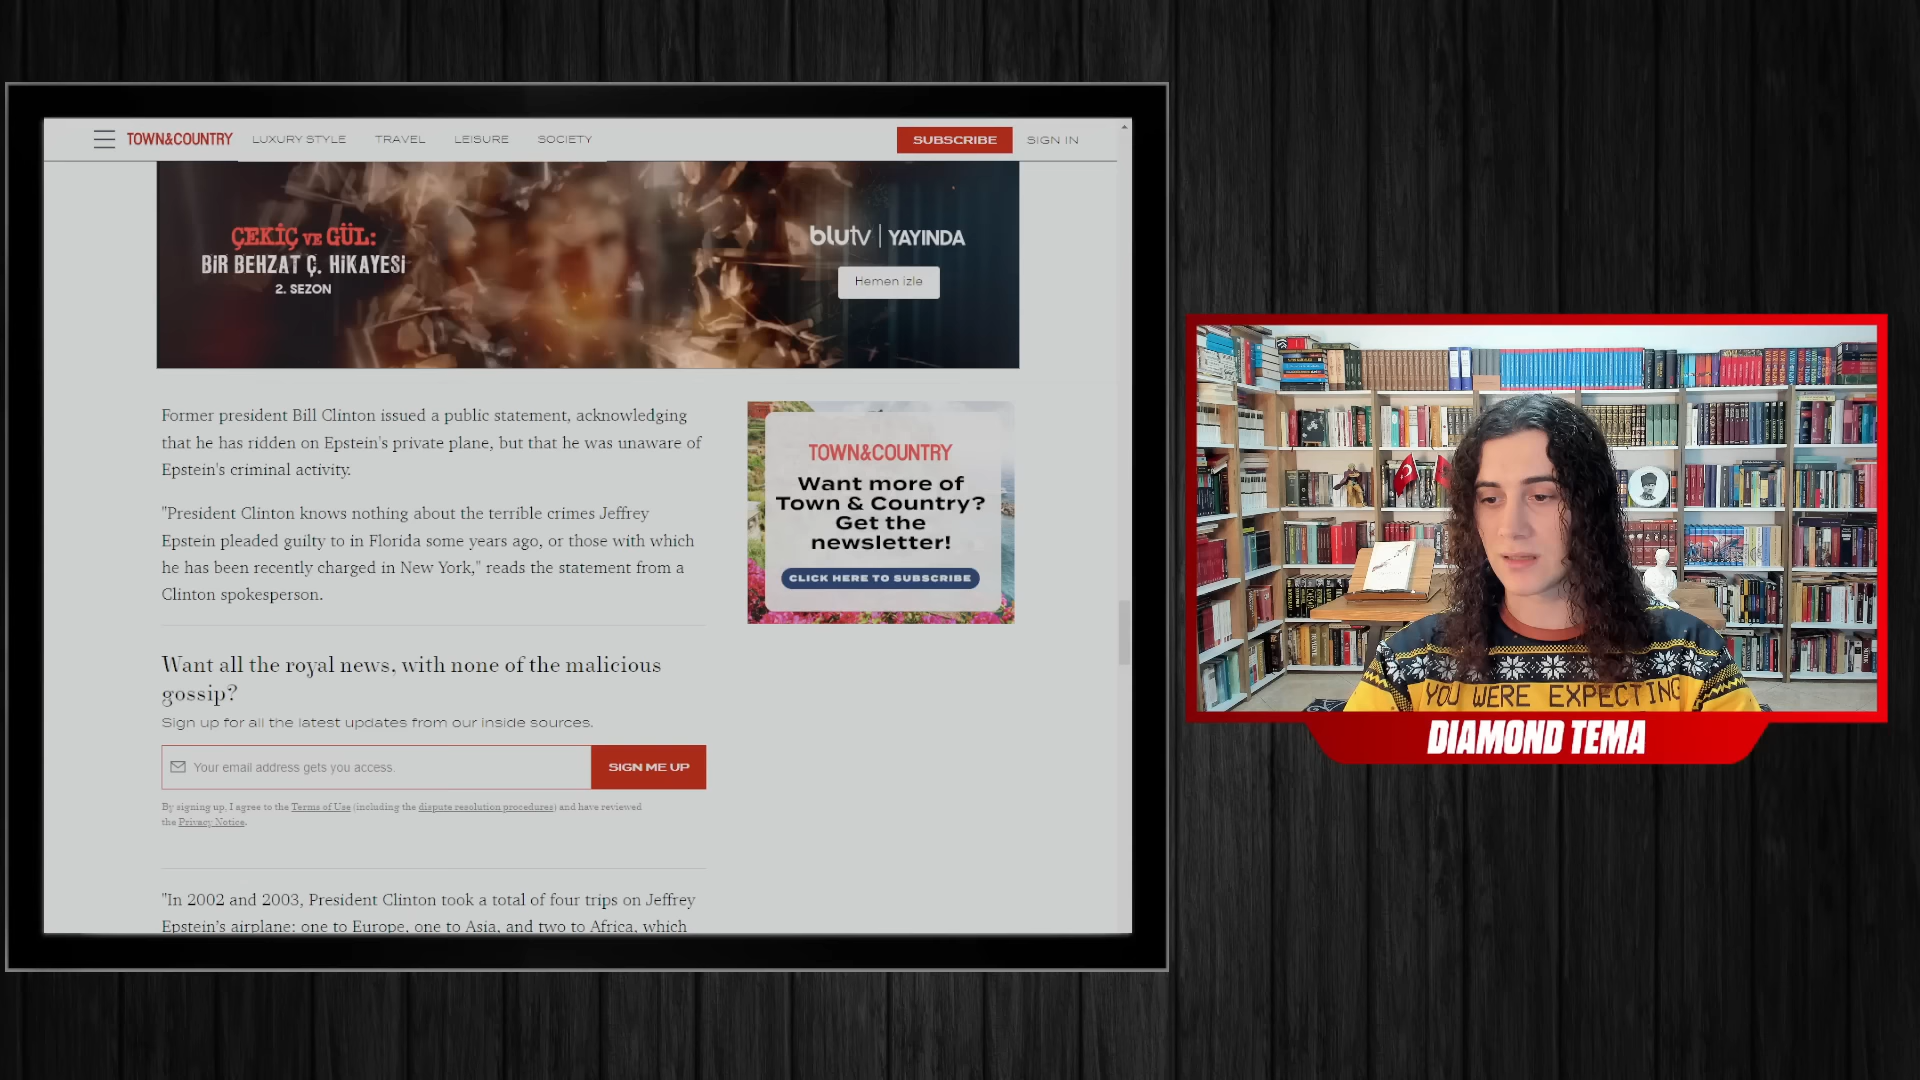 TOWN&COUNTRY LUXURY STYLE TRAVEL LEISURE SOCIETY SUBSCRIBE SIGN IN
ÇEKİÇ VE GÜL:
BİR BEHZAT Ç. HİKAYESİ
2. SEZON
blutv | YAYINDA
Hemen izle
Former president Bill Clinton issued a public statement, acknowledging
that he has ridden on Epstein's private plane, but that he was unaware of
Epstein's criminal activity.
"President Clinton knows nothing about the terrible crimes Jeffrey
Epstein pleaded guilty to in Florida some years ago, or those with which
he has been recently charged in New York," reads the statement from a
Clinton spokesperson.
TOWN&COUNTRY
Want more of
Town & Country?
Get the
newsletter!
CLICK HERE TO SUBSCRIBE
Want all the royal news, with none of the malicious
gossip?
Sign up for all the latest updates from our inside sources.
Your email address gets you access.
SIGN ME UP
By signing up, I agree to the Terms of Use (including the dispute resolution procedures) and have reviewed
the Privacy Notice.
"In 2002 and 2003, President Clinton took a total of four trips on Jeffrey
Epstein's airplane: one to Europe, one to Asia, and two to Africa, which
YOU WERE EXPECTING
DIAMOND TEMA